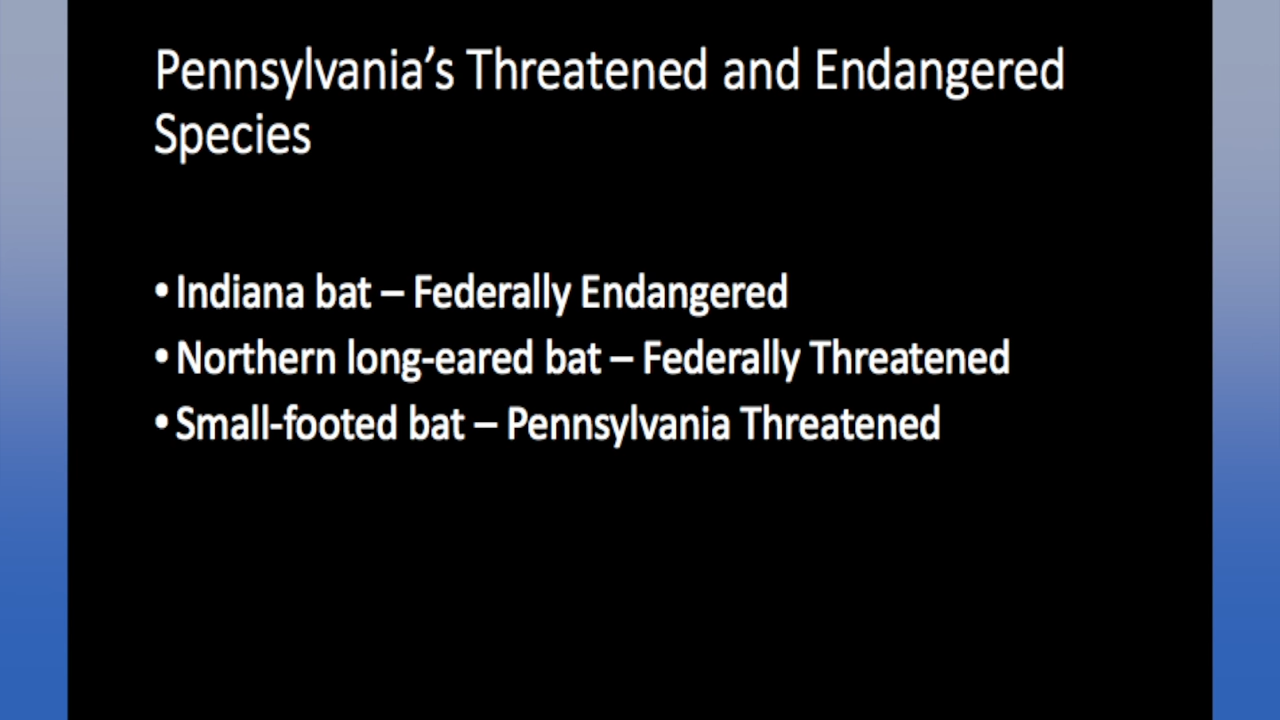 Pennsylvania’s Threatened and Endangered
Species
• Indiana bat – Federally Endangered
• Northern long-eared bat – Federally Threatened
• Small-footed bat – Pennsylvania Threatened